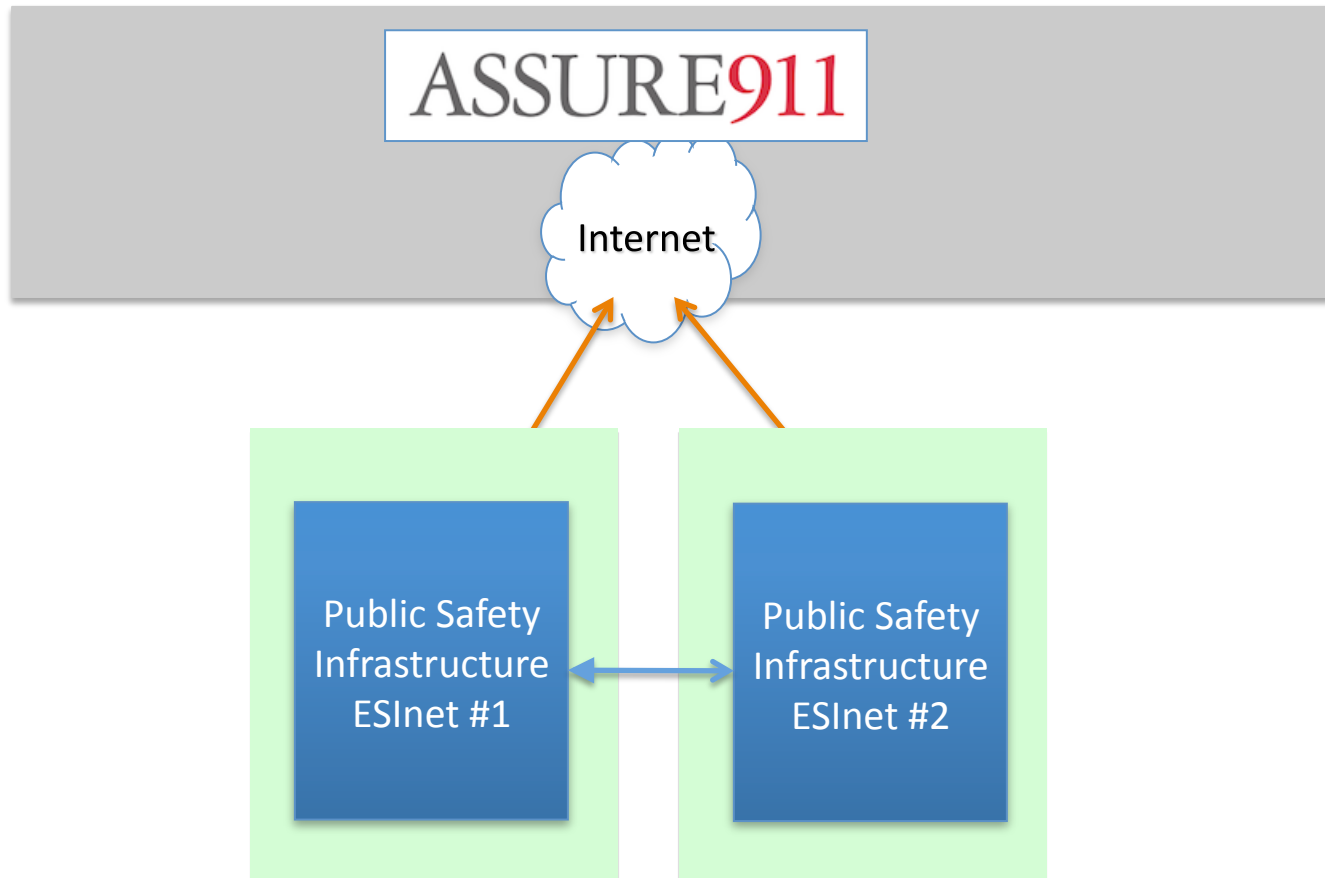 ASSURE911
Internet
Public Safety
Infrastructure
ESInet #1
Public Safety
Infrastructure
ESInet #2